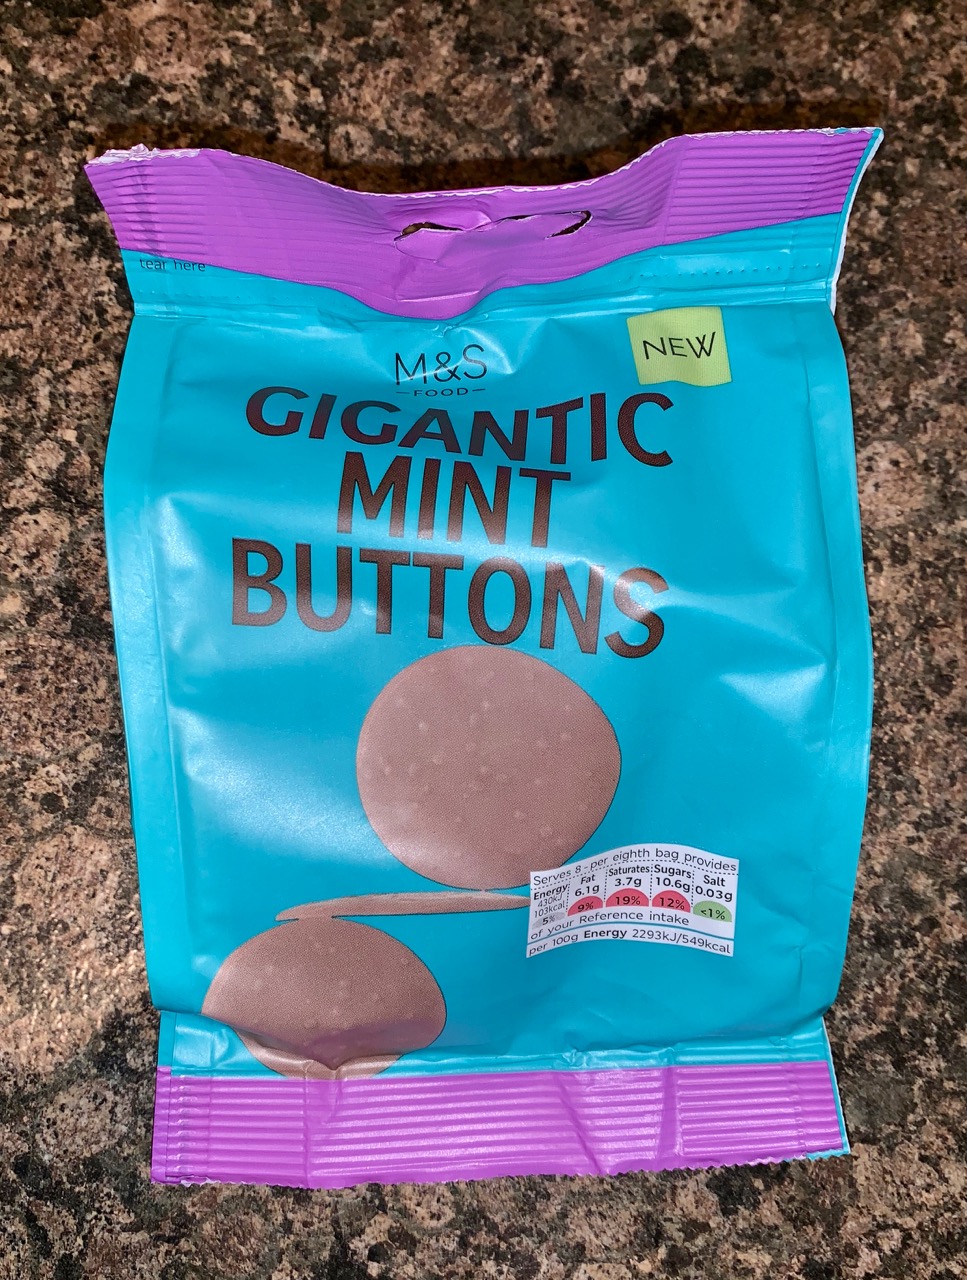 tear here
M&S
FOOD
NEW
GIGANTIC
MINT
BUTTONS
Serves 8 - per eighth bag provides
Energy Fat Saturates Sugars Salt
430kJ 6.1g 3.7g 10.6g 0.03g
103kcal
5% 9% 19% 12% <1%
of your Reference intake
per 100g Energy 2293kJ/549kcal